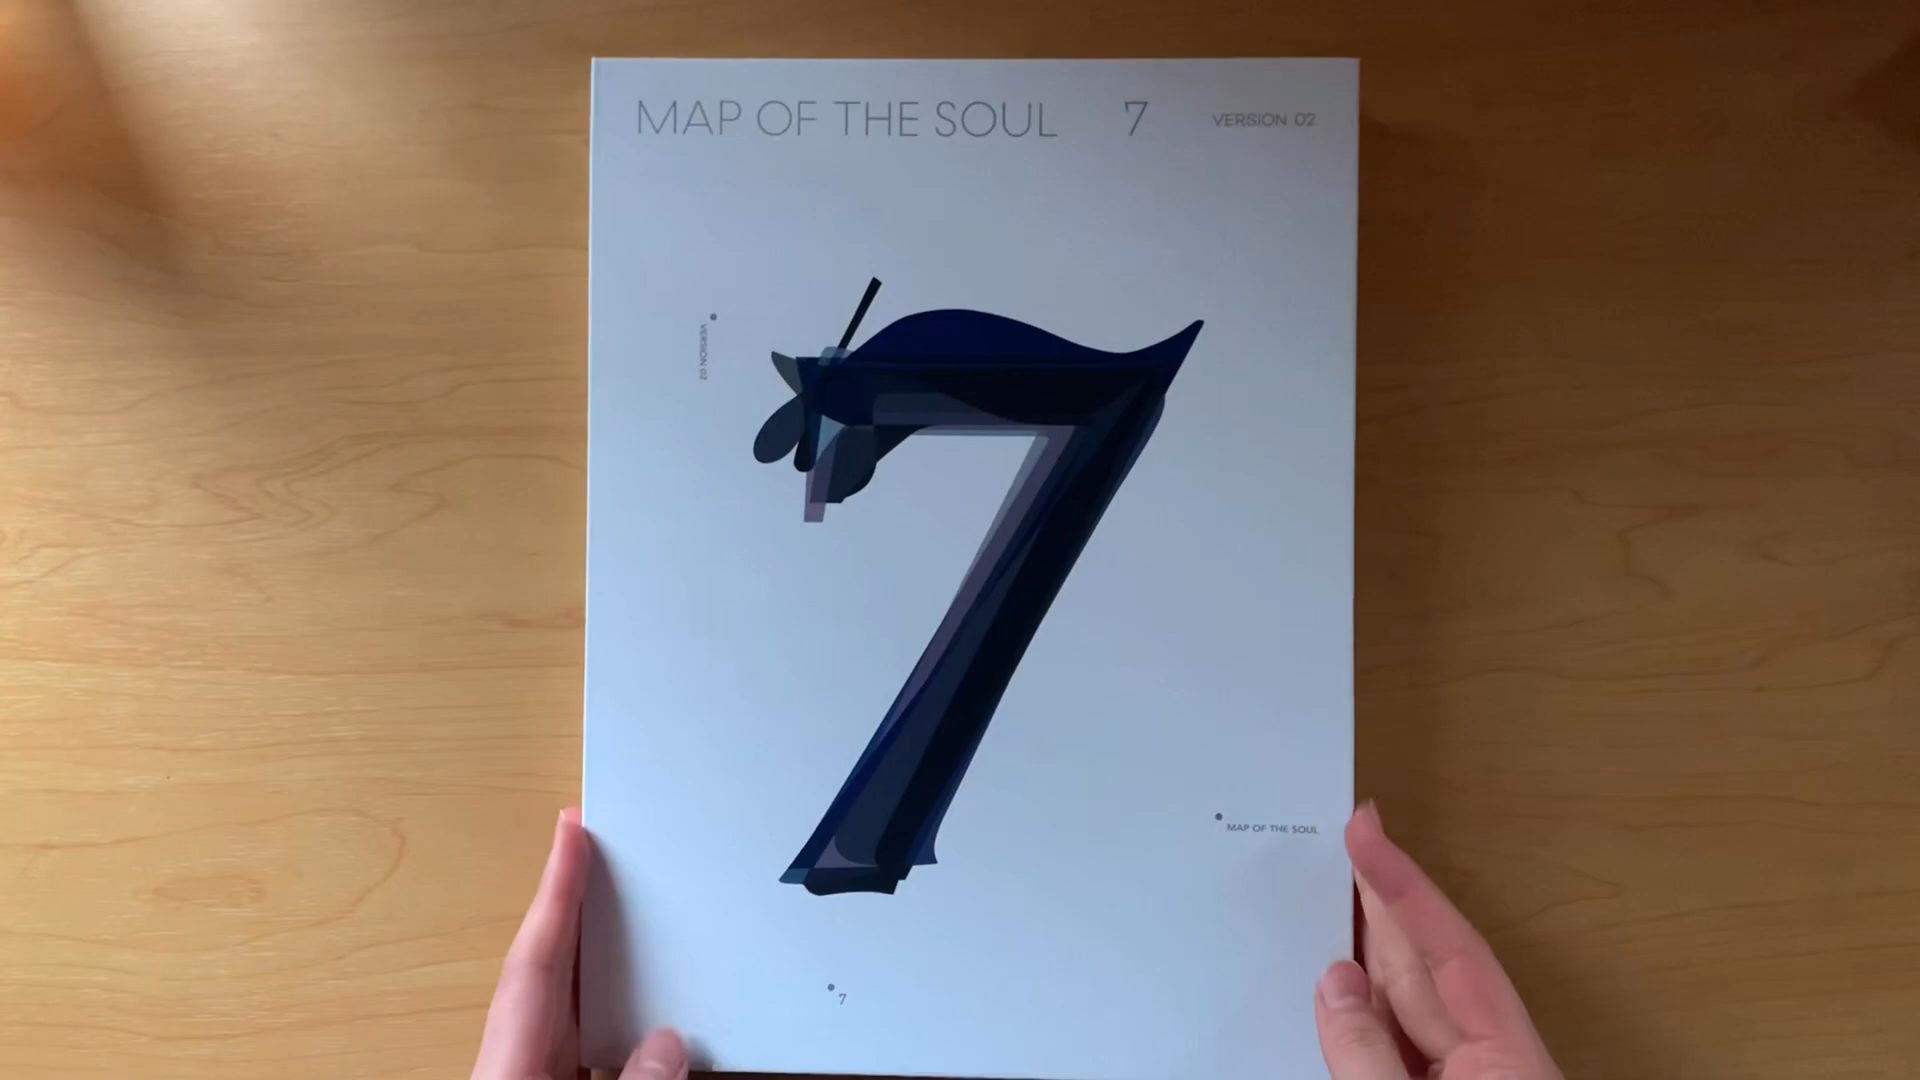 MAP OF THE SOUL 7 VERSION 02
VERSION 02
7
MAP OF THE SOUL
7